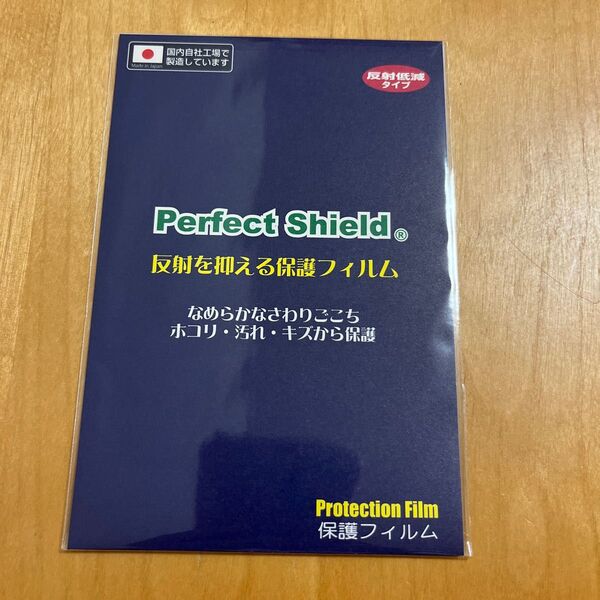 国内自社工場で
製造しています
Made in Japan
反射低減
タイプ
Perfect Shield®
反射を抑える保護フィルム
なめらかなさわりごこち
ホコリ・汚れ・キズから保護
Protection Film
保護フィルム